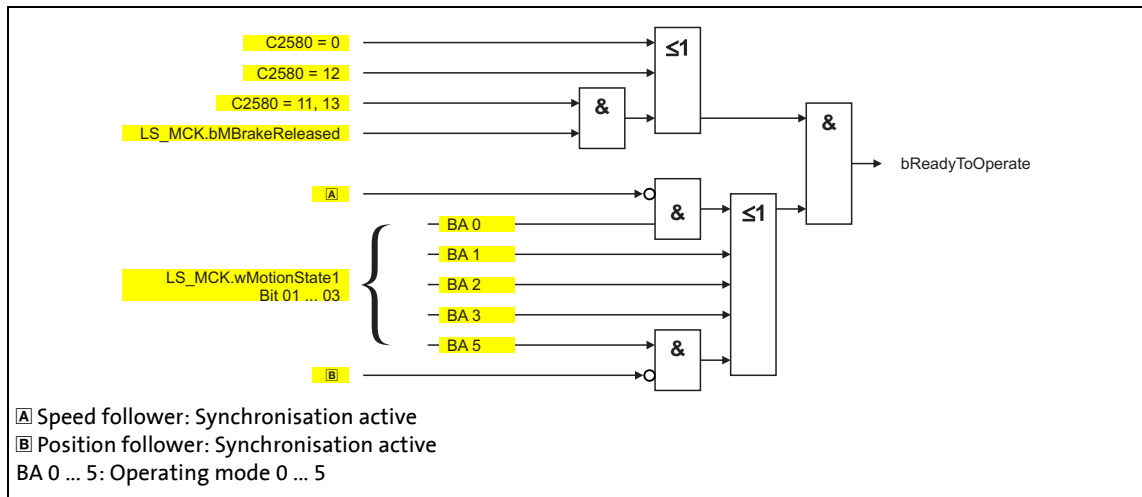 C2580 = 0
≤1
C2580 = 12
C2580 = 11, 13
&
LS_MCK.bMBrakeReleased
&
bReadyToOperate
A
&
≤1
BA 0
BA 1
LS_MCK.wMotionState1
Bit 01 ... 03
BA 2
BA 3
BA 5
&
B
A Speed follower: Synchronisation active
B Position follower: Synchronisation active
BA 0 ... 5: Operating mode 0 ... 5